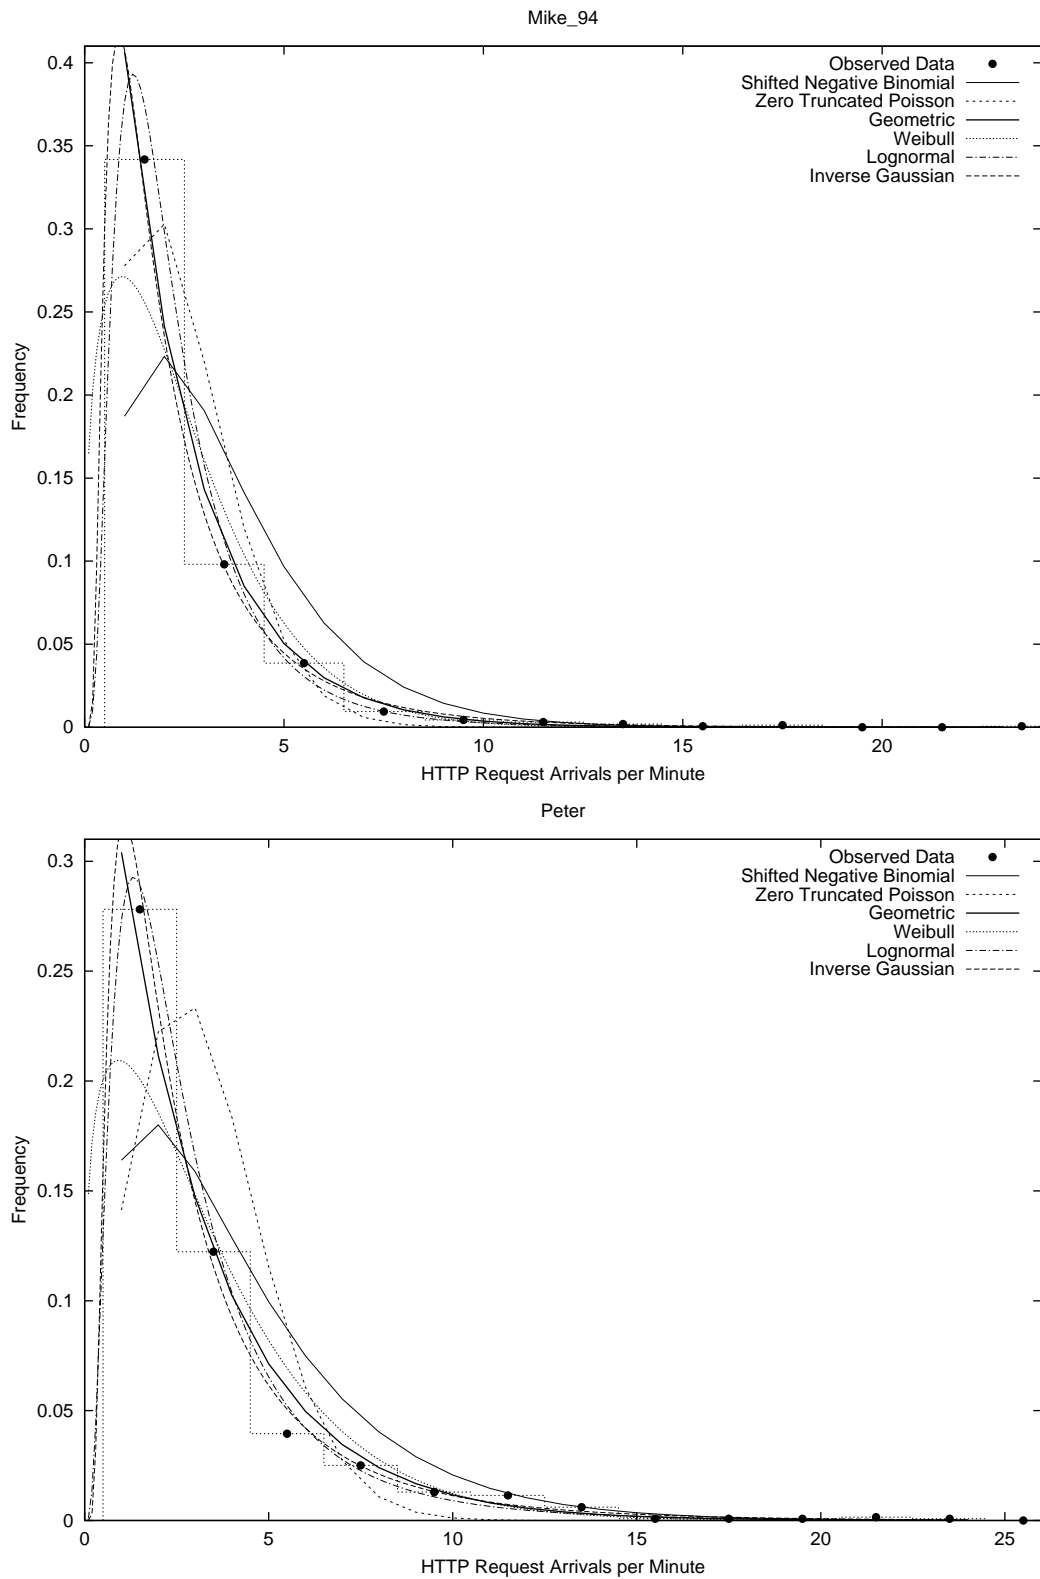 Mike_94
0.4
0.35
0.3
0.25
0.2
0.15
0.1
0.05
0
Frequency
Observed Data
Shifted Negative Binomial
Zero Truncated Poisson
Geometric
Weibull
Lognormal
Inverse Gaussian
0 5 10 15 20
HTTP Request Arrivals per Minute
Peter
0.3
0.25
0.2
0.15
0.1
0.05
0
Frequency
Observed Data
Shifted Negative Binomial
Zero Truncated Poisson
Geometric
Weibull
Lognormal
Inverse Gaussian
0 5 10 15 20 25
HTTP Request Arrivals per Minute